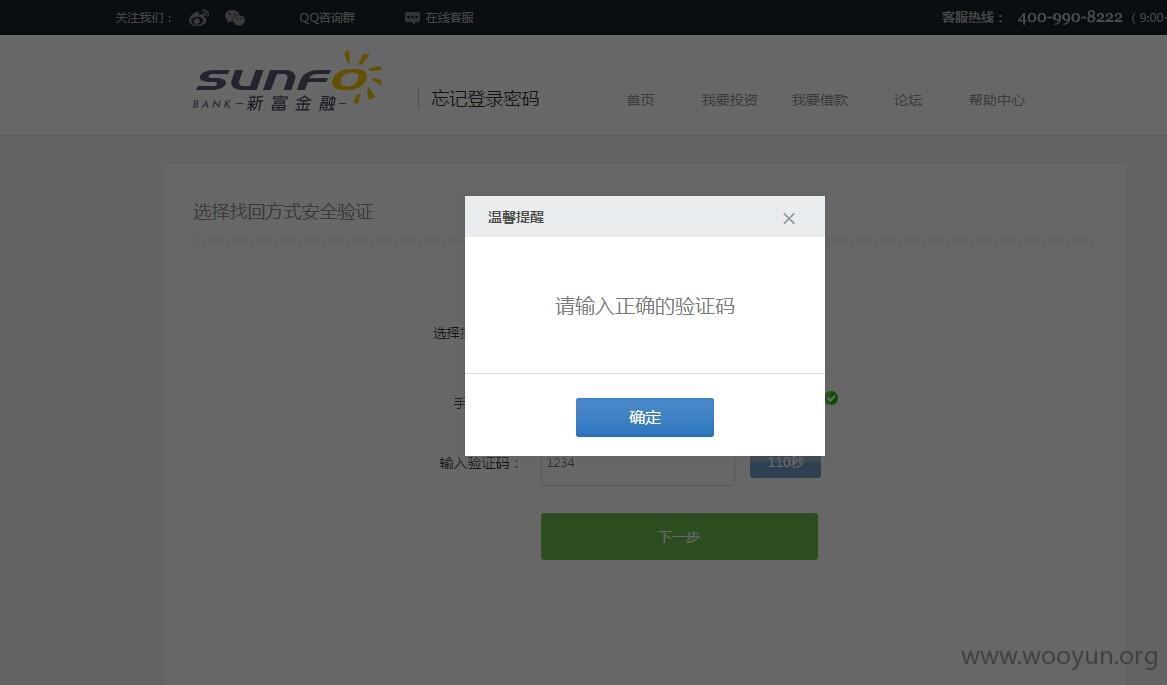 关注我们： QQ咨询群 在线客服 客服热线： 400-990-8222 ( 9:00-
SUNFO
BANK-新富金融-
忘记登录密码 首页 我要投资 我要借款 论坛 帮助中心
选择找回方式安全验证
温馨提醒 ×
请输入正确的验证码
选择
手
确定
输入验证码： 1234 110秒
下一步
www.wooyun.org